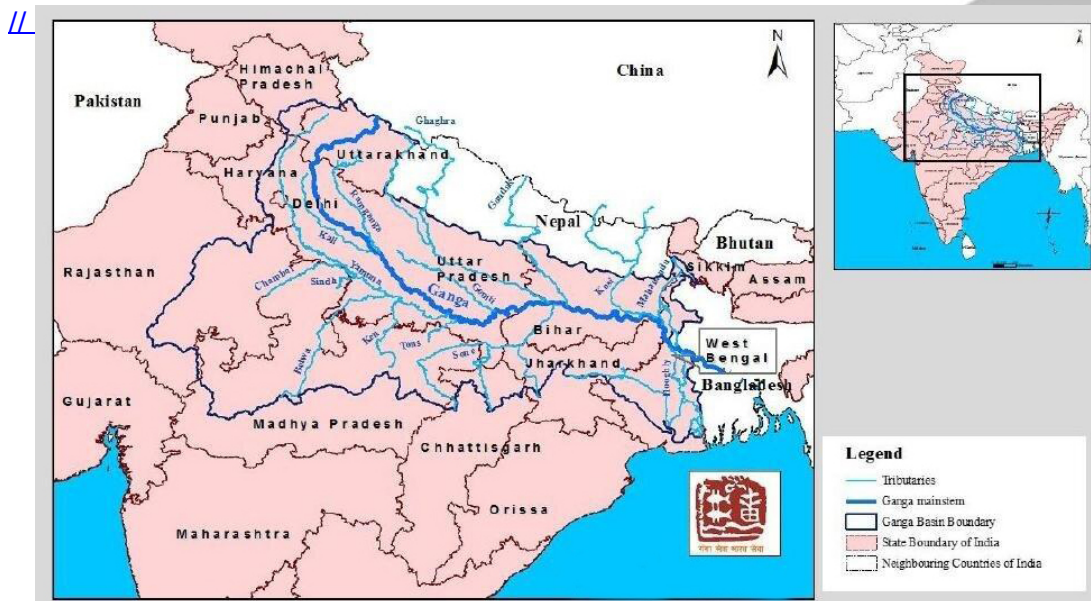 //
N
Himachal
Pradesh
China
Pakistan
Punjab
Ghaghra
Uttarakhand
Haryana
Gandak
Delhi
Ramganga
Nepal
Kali
Bhutan
Uttar
Pradesh
Sikkim
Rajasthan
Chambal
Yamuna
Sindh
Ganga
Gomti
Kosi
Mahananda
Assam
Bihar
West
Bengal
Betwa
Ken
Tons
Sone
Jharkhand
Hooghly
Bangladesh
Gujarat
Madhya Pradesh
Chhattisgarh
Orissa
Maharashtra
Legend
Tributaries
Ganga mainstem
Ganga Basin Boundary
State Boundary of India
Neighbouring Countries of India